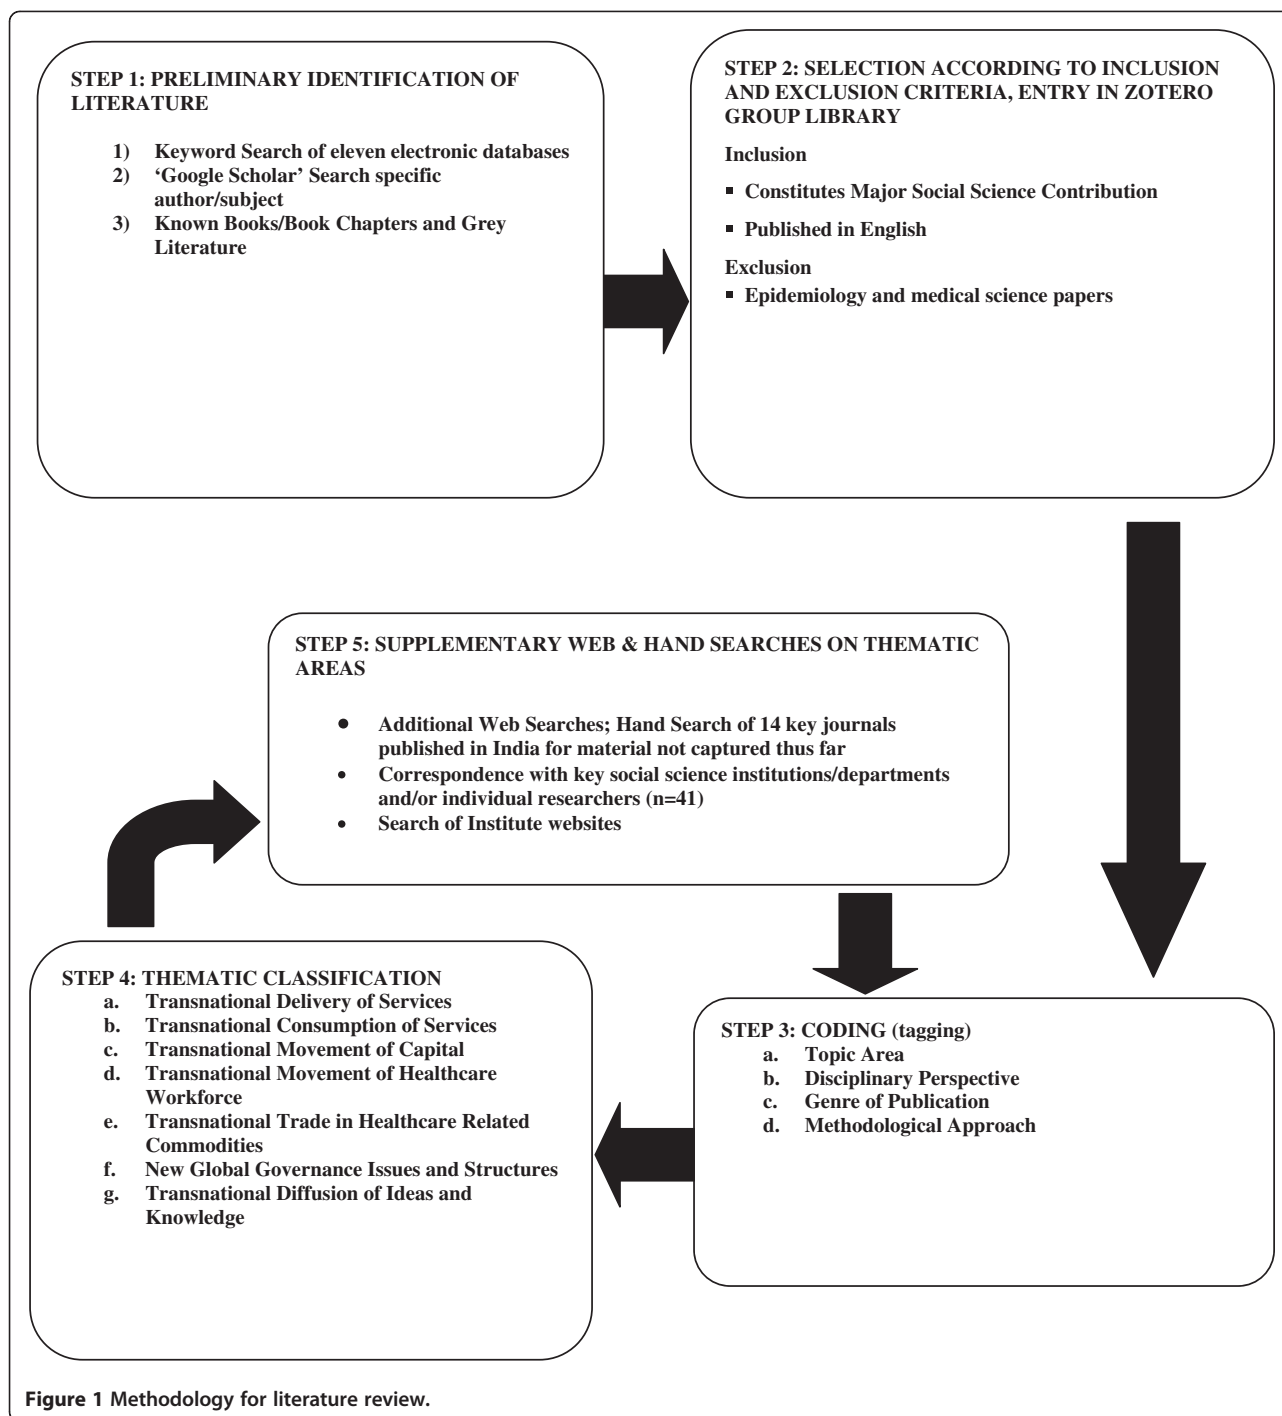 STEP 1: PRELIMINARY IDENTIFICATION OF
LITERATURE
1) Keyword Search of eleven electronic databases
2) ‘Google Scholar’ Search specific
author/subject
3) Known Books/Book Chapters and Grey
Literature
STEP 2: SELECTION ACCORDING TO INCLUSION
AND EXCLUSION CRITERIA, ENTRY IN ZOTERO
GROUP LIBRARY
Inclusion
▪ Constitutes Major Social Science Contribution
▪ Published in English
Exclusion
▪ Epidemiology and medical science papers
STEP 5: SUPPLEMENTARY WEB & HAND SEARCHES ON THEMATIC
AREAS
• Additional Web Searches; Hand Search of 14 key journals
published in India for material not captured thus far
• Correspondence with key social science institutions/departments
and/or individual researchers (n=41)
• Search of Institute websites
STEP 4: THEMATIC CLASSIFICATION
a. Transnational Delivery of Services
b. Transnational Consumption of Services
c. Transnational Movement of Capital
d. Transnational Movement of Healthcare
Workforce
e. Transnational Trade in Healthcare Related
Commodities
f. New Global Governance Issues and Structures
g. Transnational Diffusion of Ideas and
Knowledge
STEP 3: CODING (tagging)
a. Topic Area
b. Disciplinary Perspective
c. Genre of Publication
d. Methodological Approach
Figure 1 Methodology for literature review.